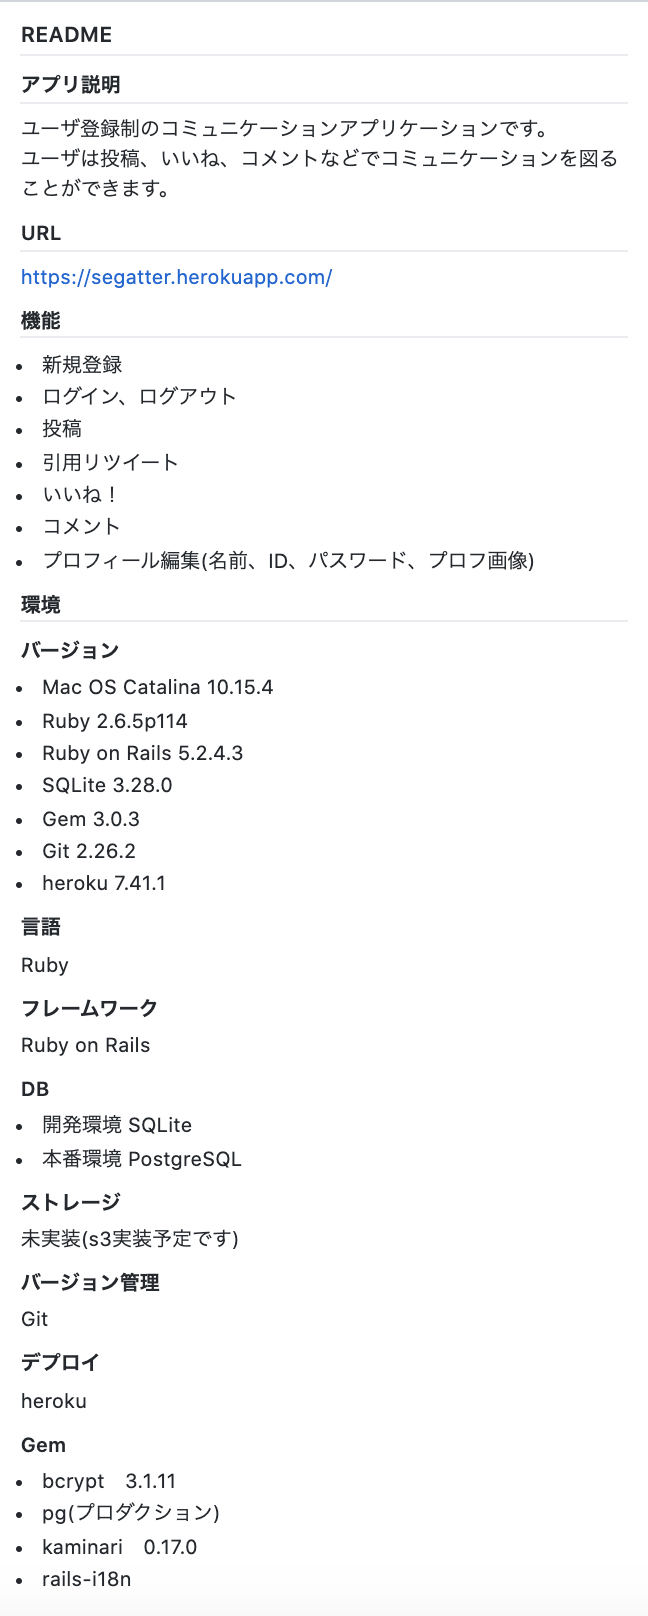 README
アプリ説明
ユーザ登録制のコミュニケーションアプリケーションです。
ユーザは投稿、いいね、コメントなどでコミュニケーションを図る
ことができます。
URL
https://segatter.herokuapp.com/
機能
• 新規登録
• ログイン、ログアウト
• 投稿
• 引用リツイート
• いいね！
• コメント
• プロフィール編集(名前、ID、パスワード、プロフ画像)
環境
バージョン
• Mac OS Catalina 10.15.4
• Ruby 2.6.5p114
• Ruby on Rails 5.2.4.3
• SQLite 3.28.0
• Gem 3.0.3
• Git 2.26.2
• heroku 7.41.1
言語
Ruby
フレームワーク
Ruby on Rails
DB
• 開発環境 SQLite
• 本番環境 PostgreSQL
ストレージ
未実装(s3実装予定です)
バージョン管理
Git
デプロイ
heroku
Gem
• bcrypt　3.1.11
• pg(プロダクション)
• kaminari　0.17.0
• rails-i18n